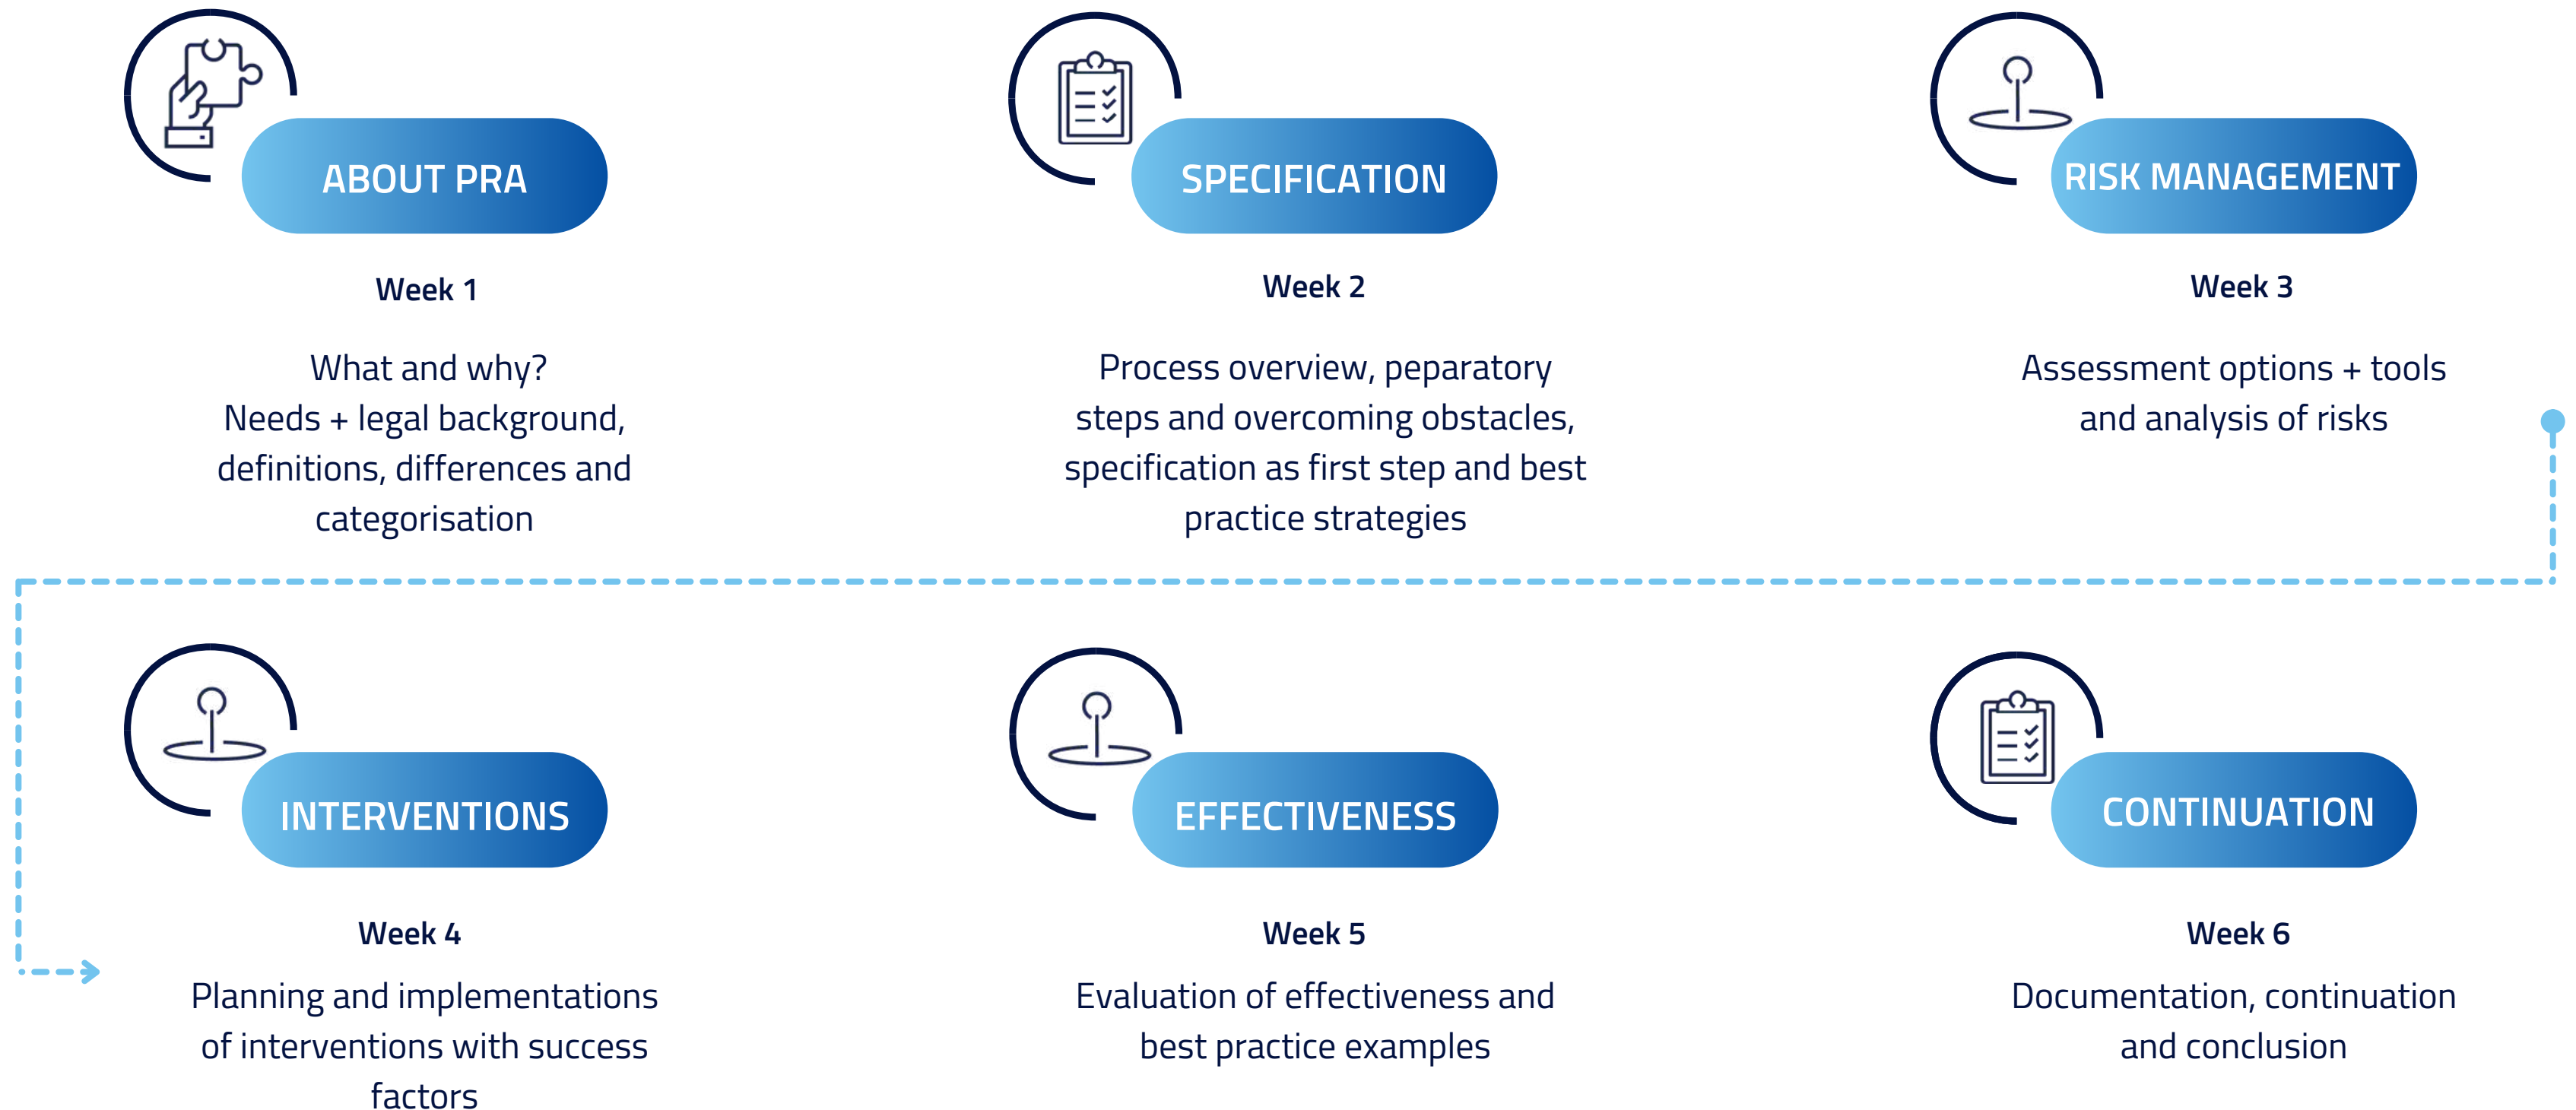 ABOUT PRA
Week 1
What and why?
Needs + legal background,
definitions, differences and
categorisation
SPECIFICATION
Week 2
Process overview, peparatory
steps and overcoming obstacles,
specification as first step and best
practice strategies
RISK MANAGEMENT
Week 3
Assessment options + tools
and analysis of risks
INTERVENTIONS
Week 4
Planning and implementations
of interventions with success
factors
EFFECTIVENESS
Week 5
Evaluation of effectiveness and
best practice examples
CONTINUATION
Week 6
Documentation, continuation
and conclusion